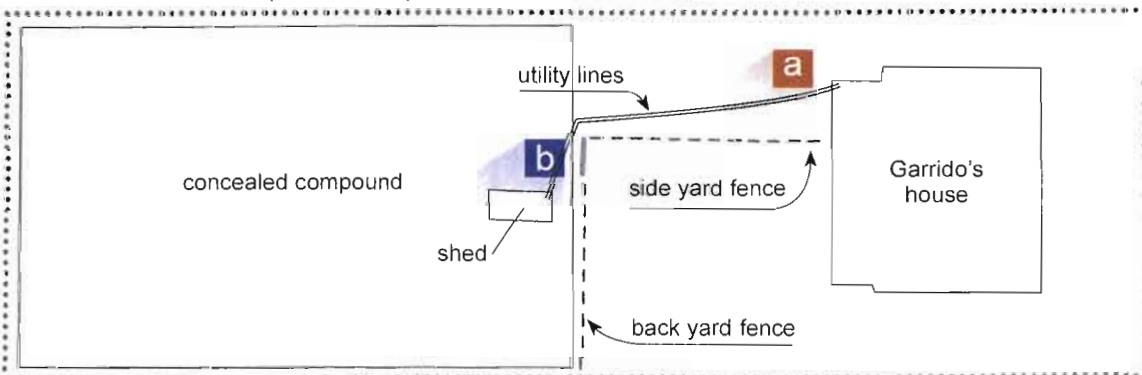 a
utility lines
b
concealed compound
side yard fence
Garrido's
house
shed
back yard fence